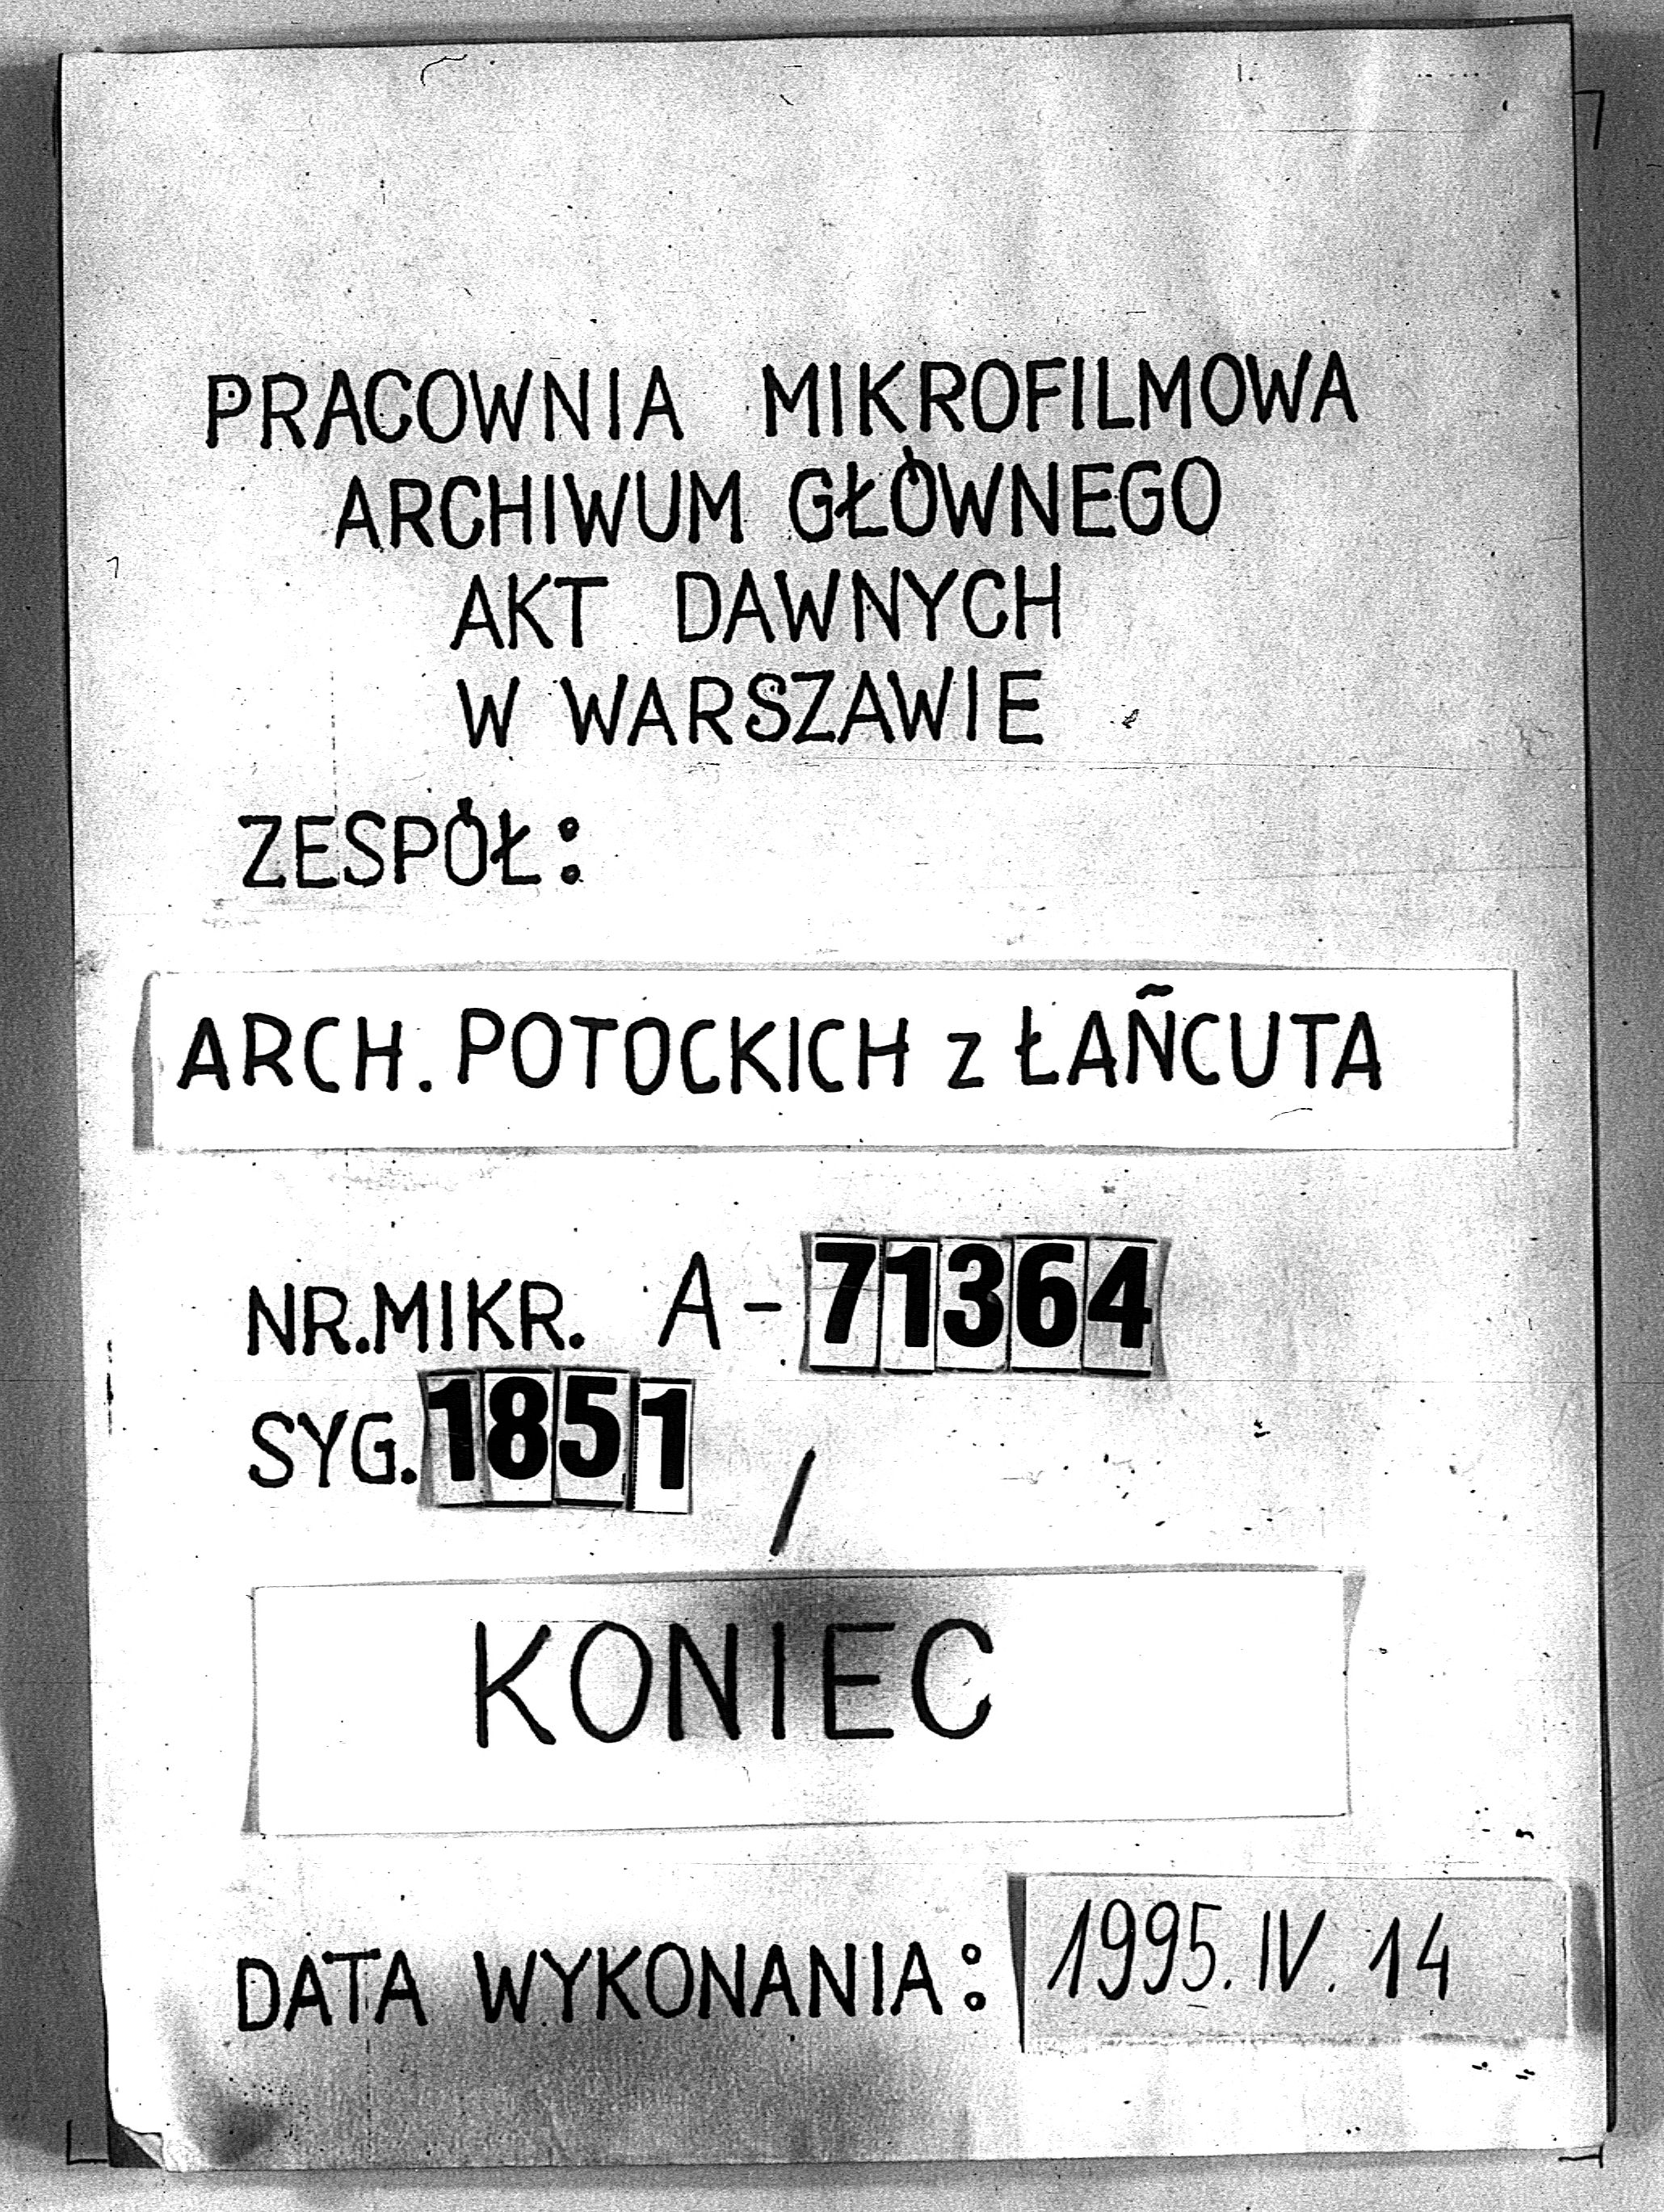 PRACOWNIA MIKROFILMOWA
ARCHIWUM GŁÓWNEGO
AKT DAWNYCH
W WARSZAWIE
ZESPÓŁ:
ARCH. POTOCKICH z ŁAŃCUTA
NR.MIKR. A-71364
SYG. 1851 /
KONIEC
DATA WYKONANIA: 1995.IV.14